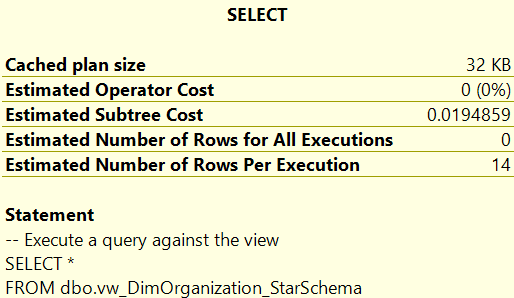 SELECT
Cached plan size 32 KB
Estimated Operator Cost 0 (0%)
Estimated Subtree Cost 0.0194859
Estimated Number of Rows for All Executions 0
Estimated Number of Rows Per Execution 14
Statement
-- Execute a query against the view
SELECT *
FROM dbo.vw_DimOrganization_StarSchema